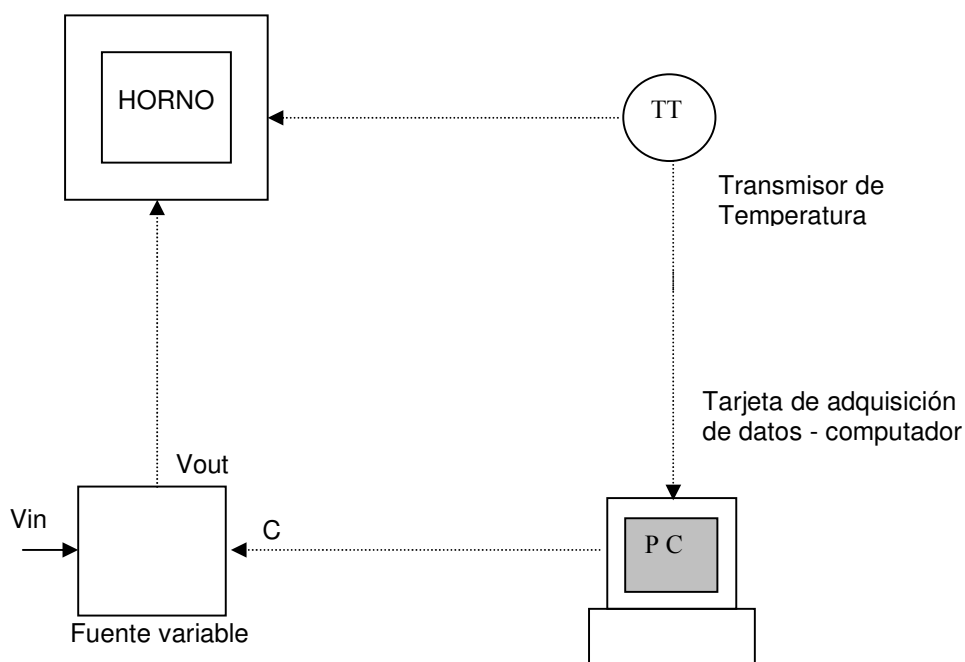 HORNO
TT
Transmisor de
Temperatura
Tarjeta de adquisición
de datos - computador
Vout
Vin
C
P C
Fuente variable